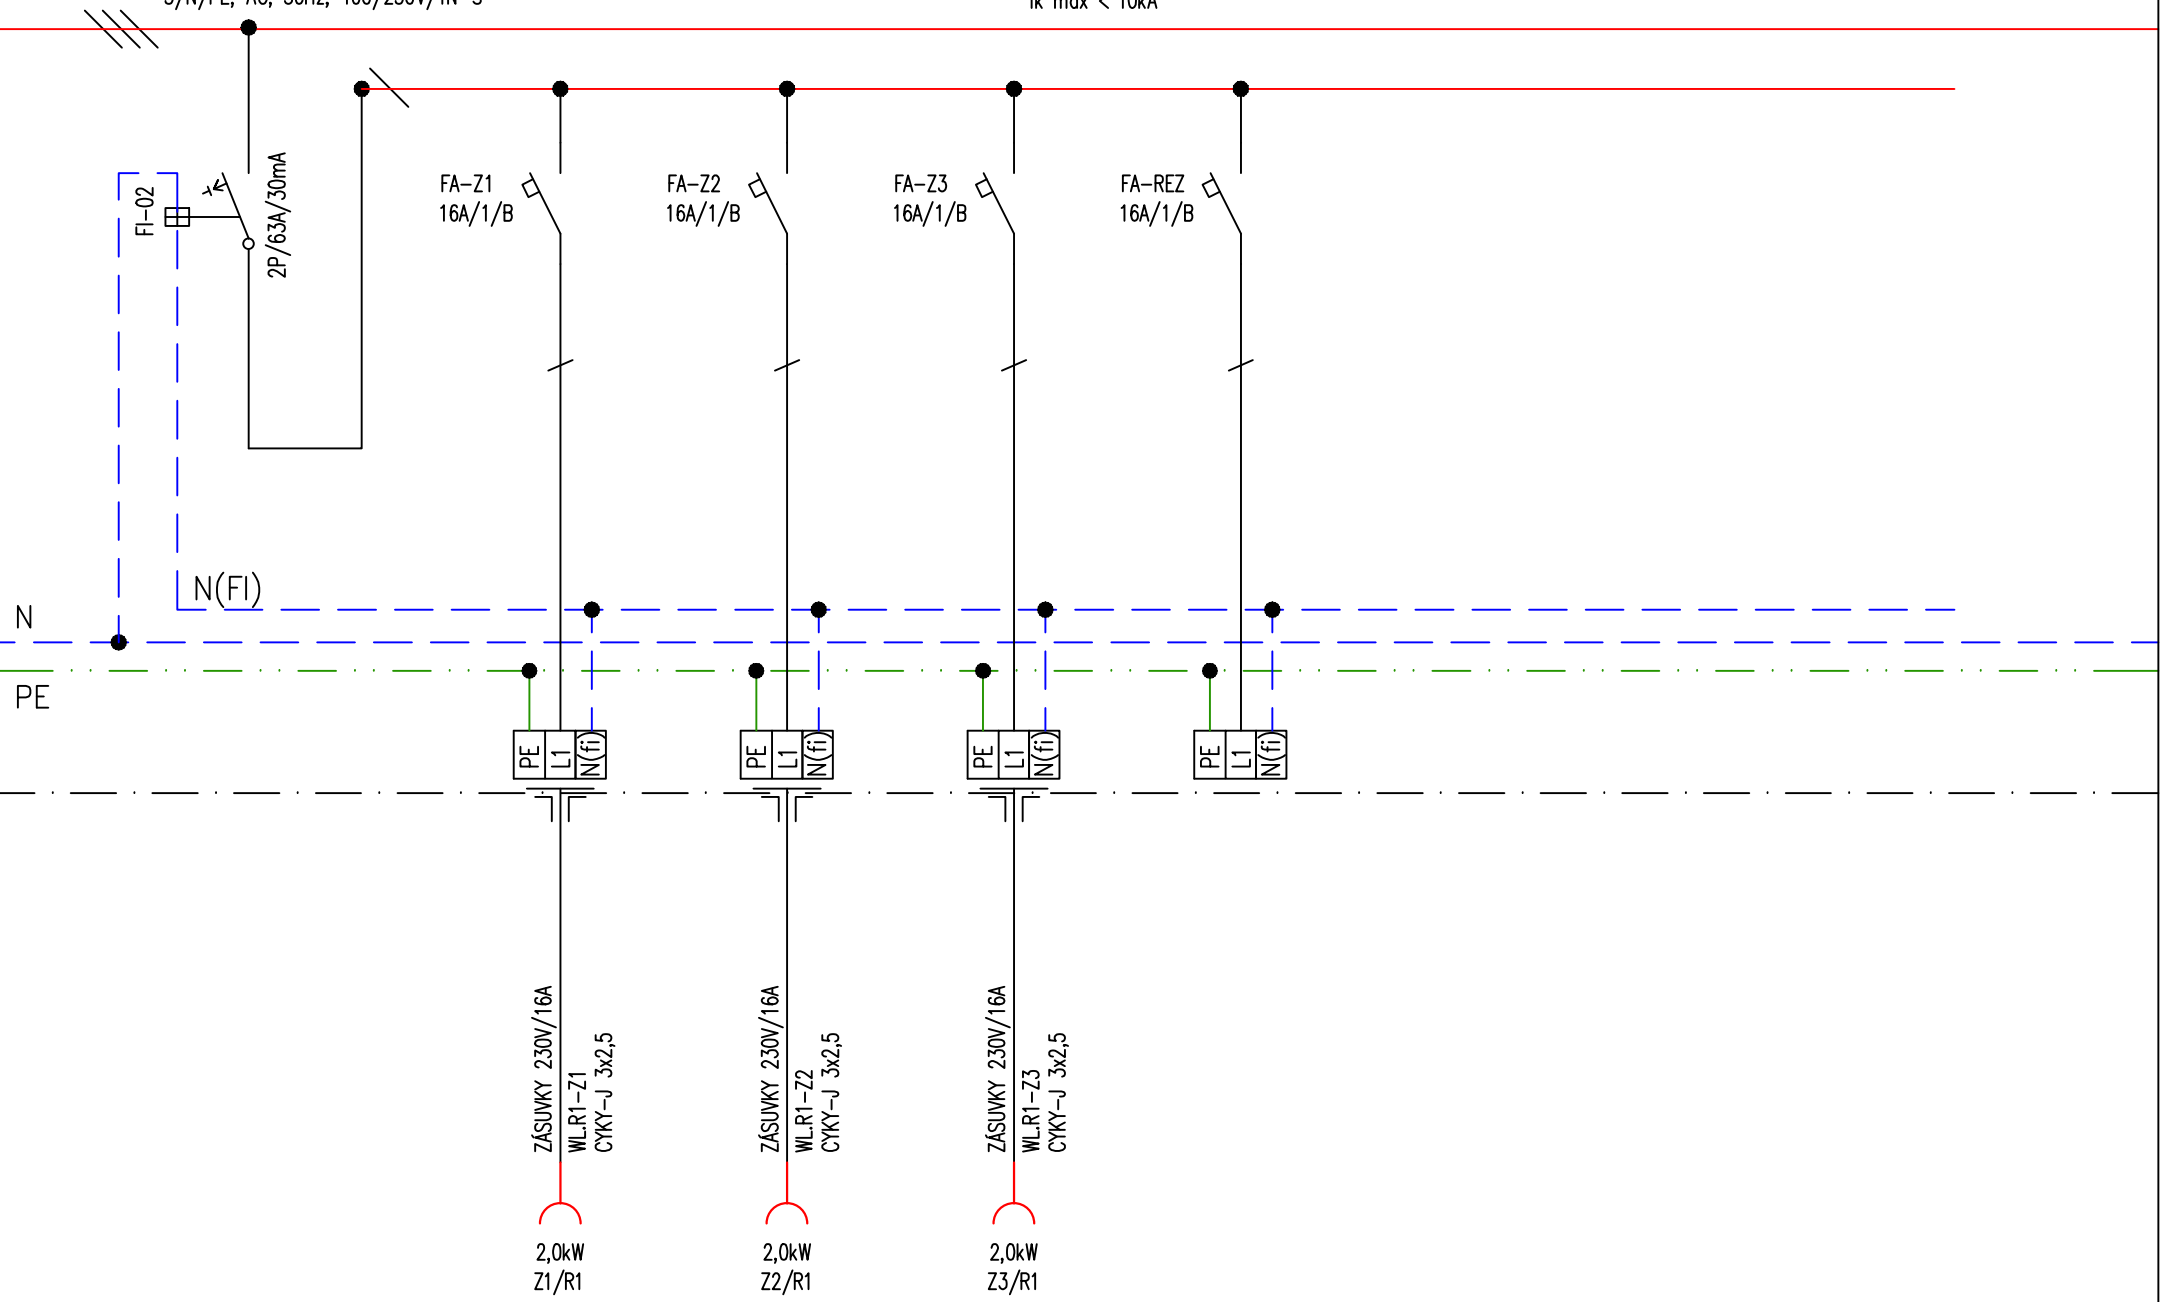 Ik max < 10kA
FI-02
2P/63A/30mA
FA-Z1
16A/1/B
FA-Z2
16A/1/B
FA-Z3
16A/1/B
FA-REZ
16A/1/B
N(FI)
N
PE
PE L1 N(fi)
PE L1 N(fi)
PE L1 N(fi)
PE L1 N(fi)
ZÁSUVKY 230V/16A
WL.R1-Z1
CYKY-J 3x2,5
ZÁSUVKY 230V/16A
WL.R1-Z2
CYKY-J 3x2,5
ZÁSUVKY 230V/16A
WL.R1-Z3
CYKY-J 3x2,5
2,0kW
Z1/R1
2,0kW
Z2/R1
2,0kW
Z3/R1